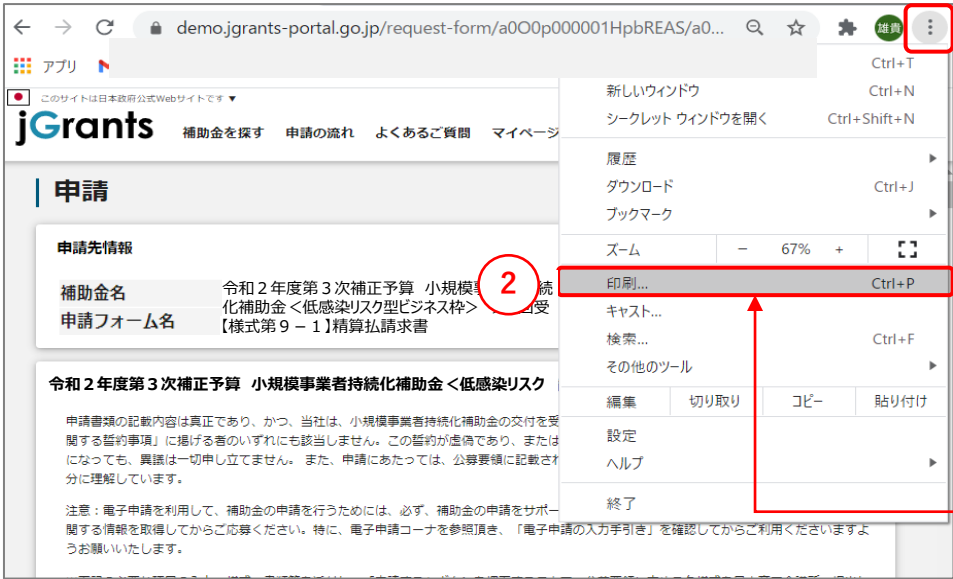 demo.jgrants-portal.go.jp/request-form/a0O0p000001HpbREAS/a0...
雄貴
アプリ
このサイトは日本政府公式Webサイトです ▼
jGrants
補助金を探す 申請の流れ よくあるご質問 マイページ
申請
申請先情報
補助金名
令和2年度第3次補正予算 小規模事 続
化補助金<低感染リスク型ビジネス枠> 回受
申請フォーム名
【様式第9-1】精算払請求書
令和2年度第3次補正予算 小規模事業者持続化補助金<低感染リスク
申請書類の記載内容は真正であり、かつ、当社は、小規模事業者持続化補助金の交付を受
関する誓約事項」に掲げる者のいずれにも該当しません。この誓約が虚偽であり、または
になっても、異議は一切申し立てません。 また、申請にあたっては、公募要領に記載され
分に理解しています。
注意:電子申請を利用して、補助金の申請を行うためには、必ず、補助金の申請をサポー
関する情報を取得してからご応募ください。特に、電子申請コーナを参照頂き、「電子申請の入力手引き」を確認してからご利用くださいますよ
うお願いいたします。
Ctrl+T
新しいウィンドウ Ctrl+N
シークレット ウィンドウを開く Ctrl+Shift+N
履歴
ダウンロード Ctrl+J
ブックマーク
ズーム − 67% +
2
印刷... Ctrl+P
キャスト...
検索... Ctrl+F
その他のツール
編集 切り取り コピー 貼り付け
設定
ヘルプ
終了